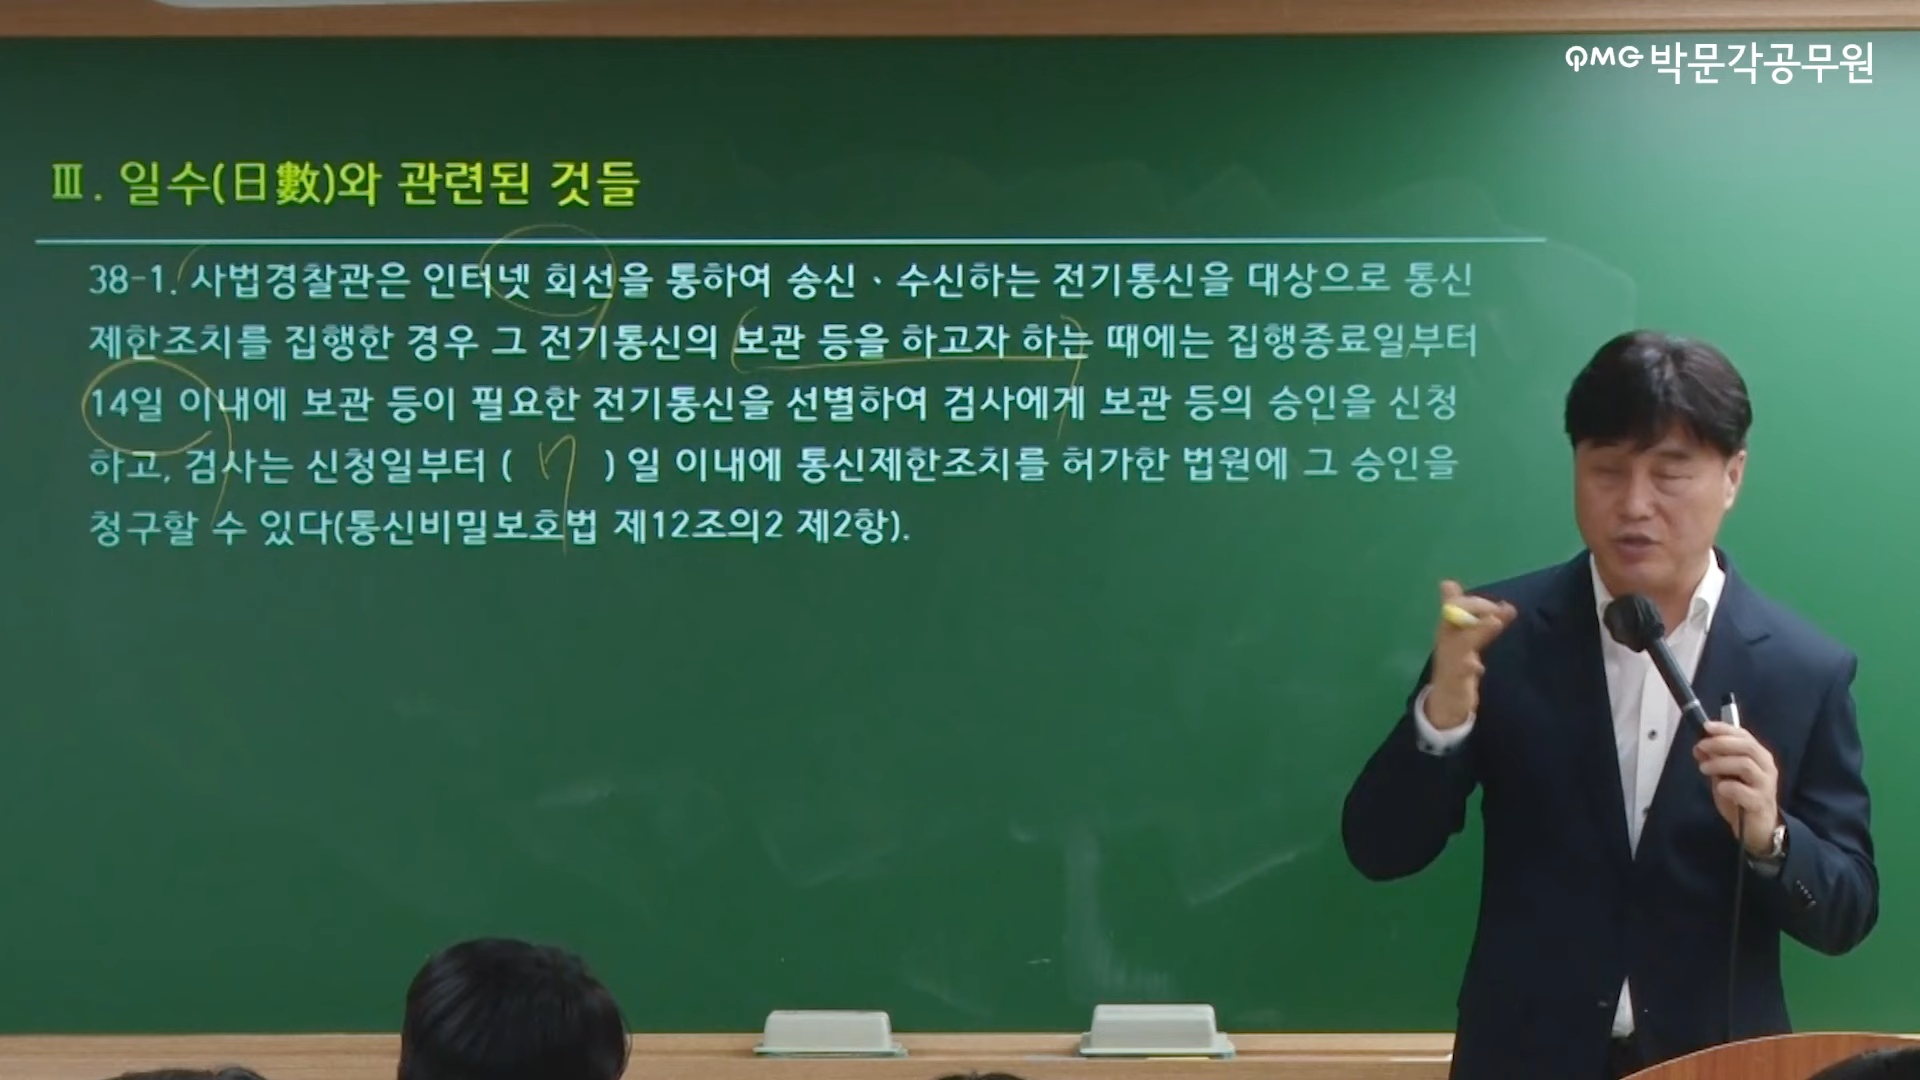 PMG 박문각공무원
Ⅲ. 일수(日數)와 관련된 것들
38-1. 사법경찰관은 인터넷 회선을 통하여 송신ㆍ수신하는 전기통신을 대상으로 통신
제한조치를 집행한 경우 그 전기통신의 보관 등을 하고자 하는 때에는 집행종료일부터
14일 이내에 보관 등이 필요한 전기통신을 선별하여 검사에게 보관 등의 승인을 신청
하고, 검사는 신청일부터 ( 7 ) 일 이내에 통신제한조치를 허가한 법원에 그 승인을
청구할 수 있다(통신비밀보호법 제12조의2 제2항).